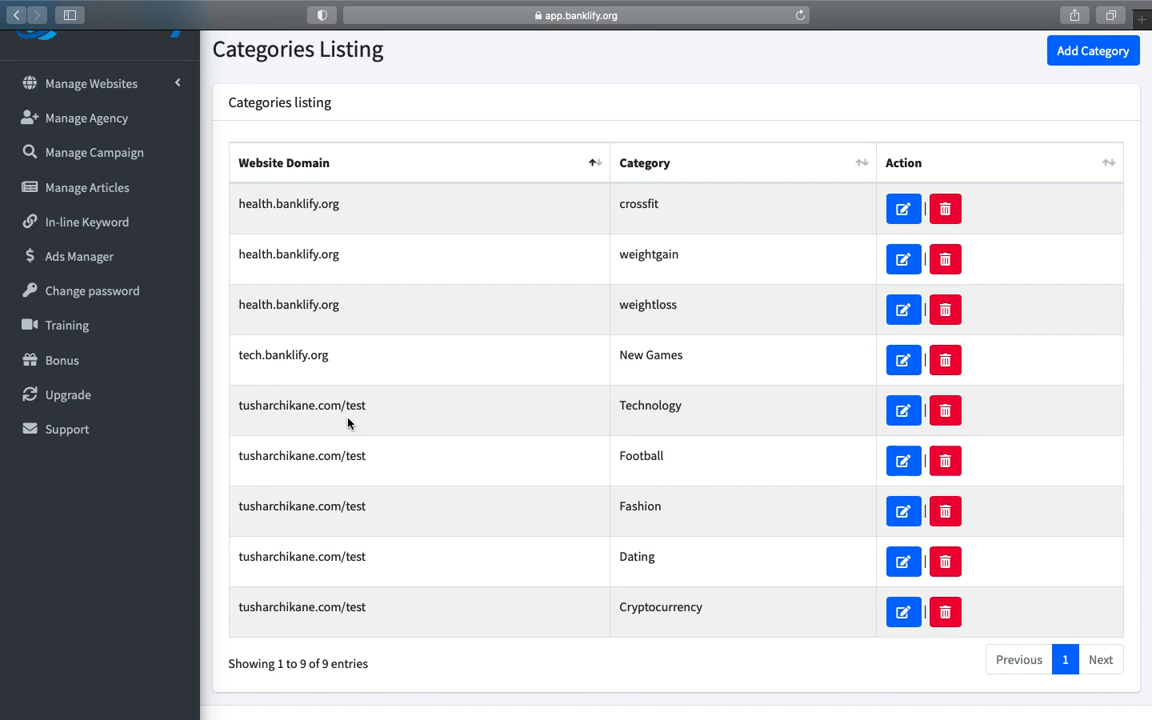 app.banklify.org
Categories Listing
Add Category
Manage Websites
Manage Agency
Manage Campaign
Manage Articles
In-line Keyword
Ads Manager
Change password
Training
Bonus
Upgrade
Support
Categories listing
Website Domain Category Action
health.banklify.org crossfit |
health.banklify.org weightgain |
health.banklify.org weightloss |
tech.banklify.org New Games |
tusharchikane.com/test Technology |
tusharchikane.com/test Football |
tusharchikane.com/test Fashion |
tusharchikane.com/test Dating |
tusharchikane.com/test Cryptocurrency |
Showing 1 to 9 of 9 entries
Previous 1 Next